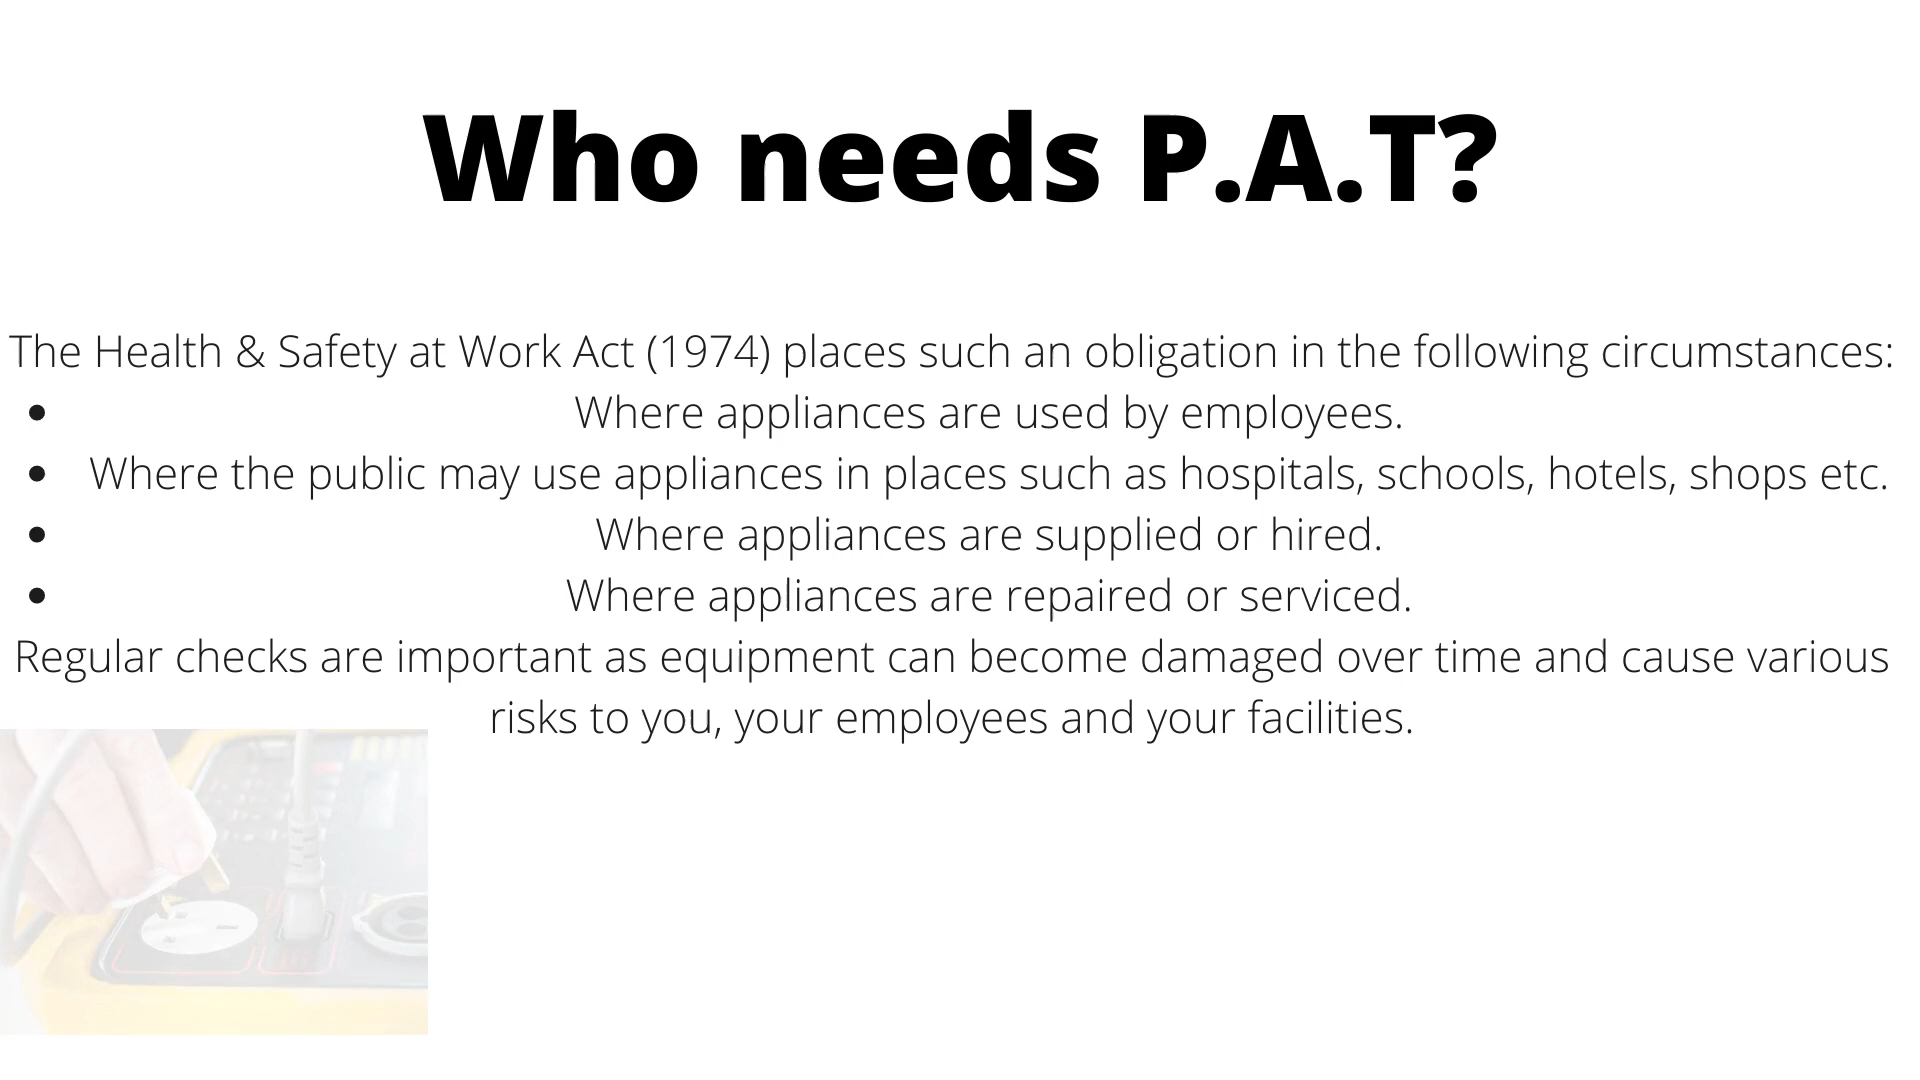 Who needs P.A.T?
The Health & Safety at Work Act (1974) places such an obligation in the following circumstances:
• Where appliances are used by employees.
• Where the public may use appliances in places such as hospitals, schools, hotels, shops etc.
• Where appliances are supplied or hired.
• Where appliances are repaired or serviced.
Regular checks are important as equipment can become damaged over time and cause various
risks to you, your employees and your facilities.